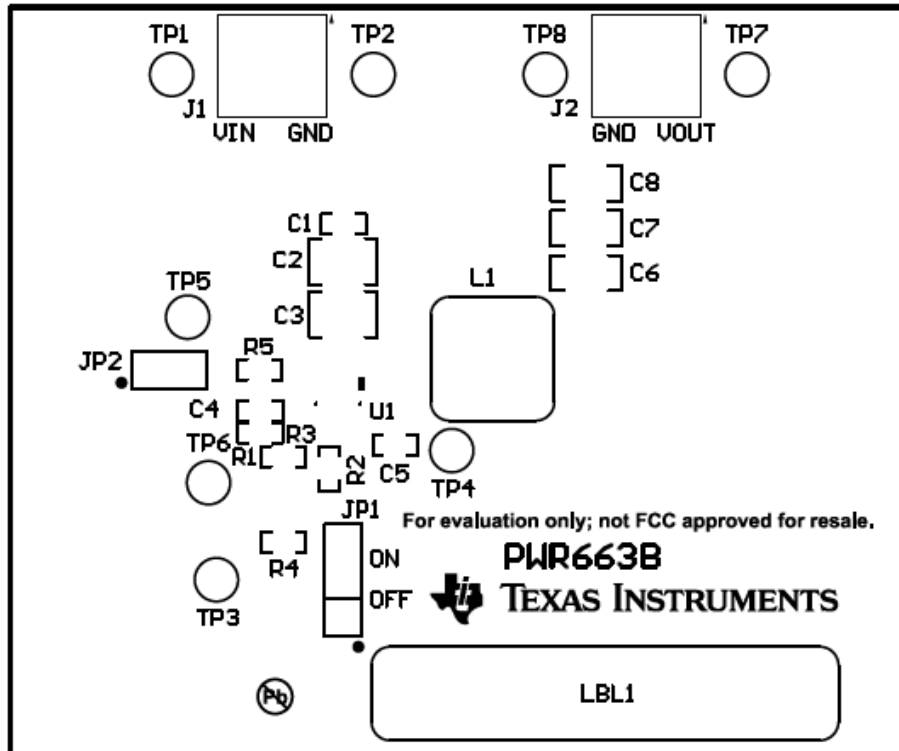 TP1 TP2 TP8 TP7
J1 J2
VIN GND GND VOUT
C8
C1 C7
C2 C6
TP5 L1
C3
R5
JP2
C4 U1
TP6 R3
R1 R2 C5
TP4
JP1
For evaluation only; not FCC approved for resale.
R4 ON PWR663B
OFF TEXAS INSTRUMENTS
TP3
Pb LBL1